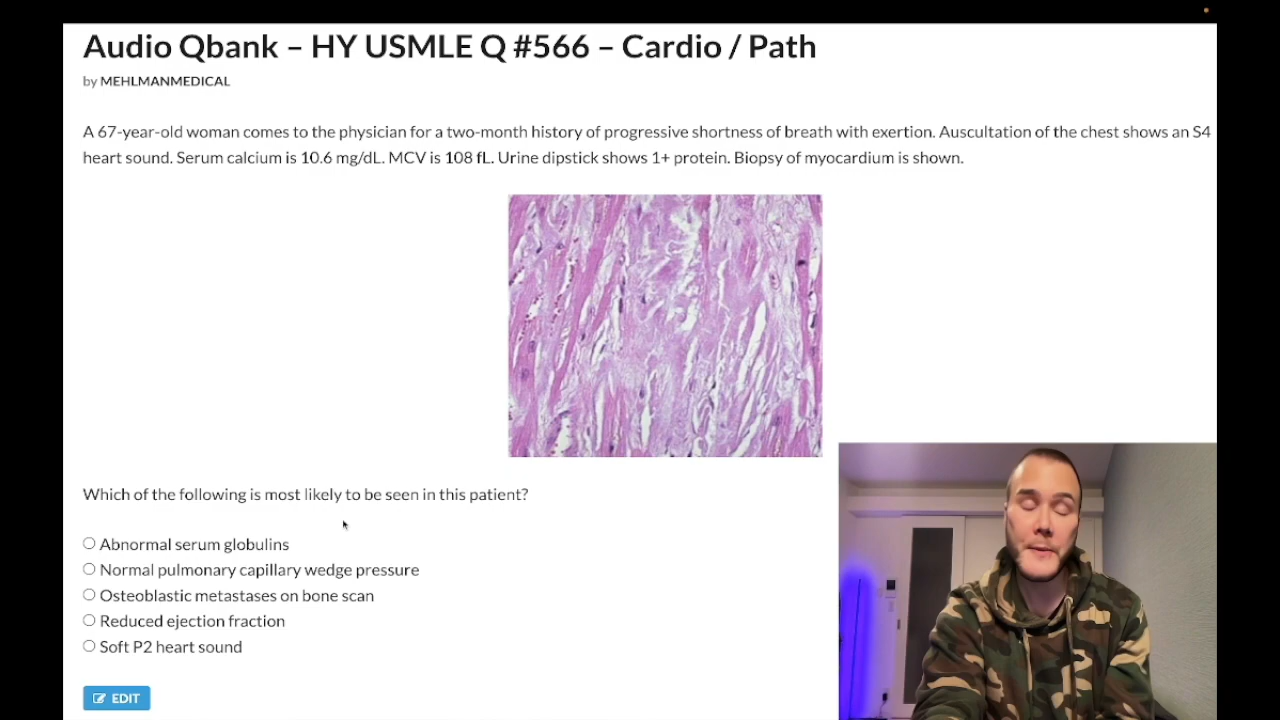 Audio Qbank – HY USMLE Q #566 – Cardio / Path
by MEHLMANMEDICAL
A 67-year-old woman comes to the physician for a two-month history of progressive shortness of breath with exertion. Auscultation of the chest shows an S4
heart sound. Serum calcium is 10.6 mg/dL. MCV is 108 fL. Urine dipstick shows 1+ protein. Biopsy of myocardium is shown.
Which of the following is most likely to be seen in this patient?
Abnormal serum globulins
Normal pulmonary capillary wedge pressure
Osteoblastic metastases on bone scan
Reduced ejection fraction
Soft P2 heart sound
EDIT